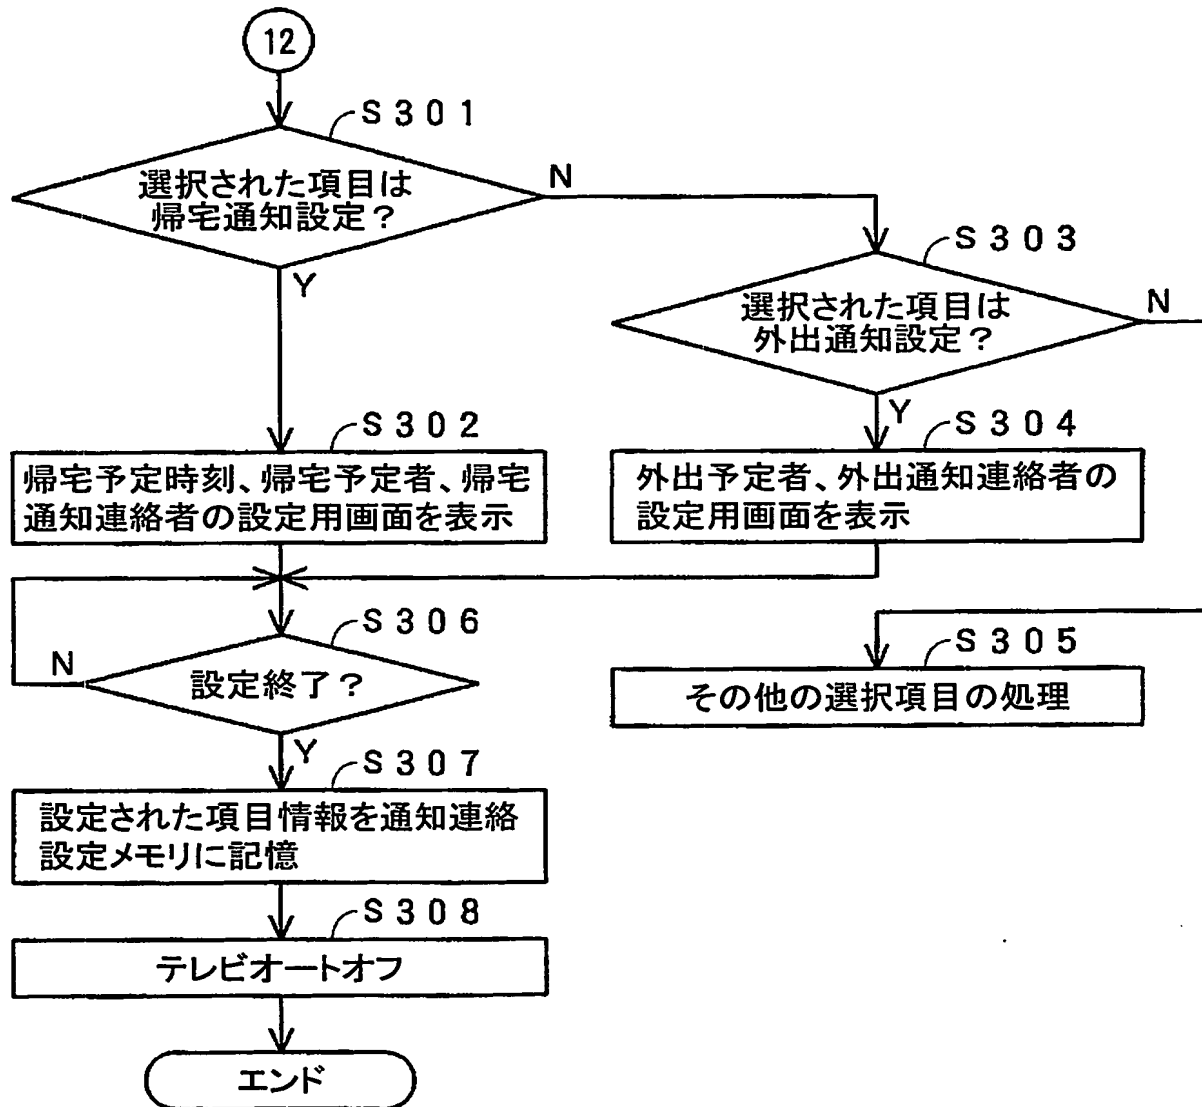 12
S301
選択された項目は
帰宅通知設定？
N
Y
S303
選択された項目は
外出通知設定？
N
Y
S302
帰宅予定時刻、帰宅予定者、帰宅
通知連絡者の設定用画面を表示
S304
外出予定者、外出通知連絡者の
設定用画面を表示
S306
設定終了？
N
Y
S305
その他の選択項目の処理
S307
設定された項目情報を通知連絡
設定メモリに記憶
S308
テレビオートオフ
エンド